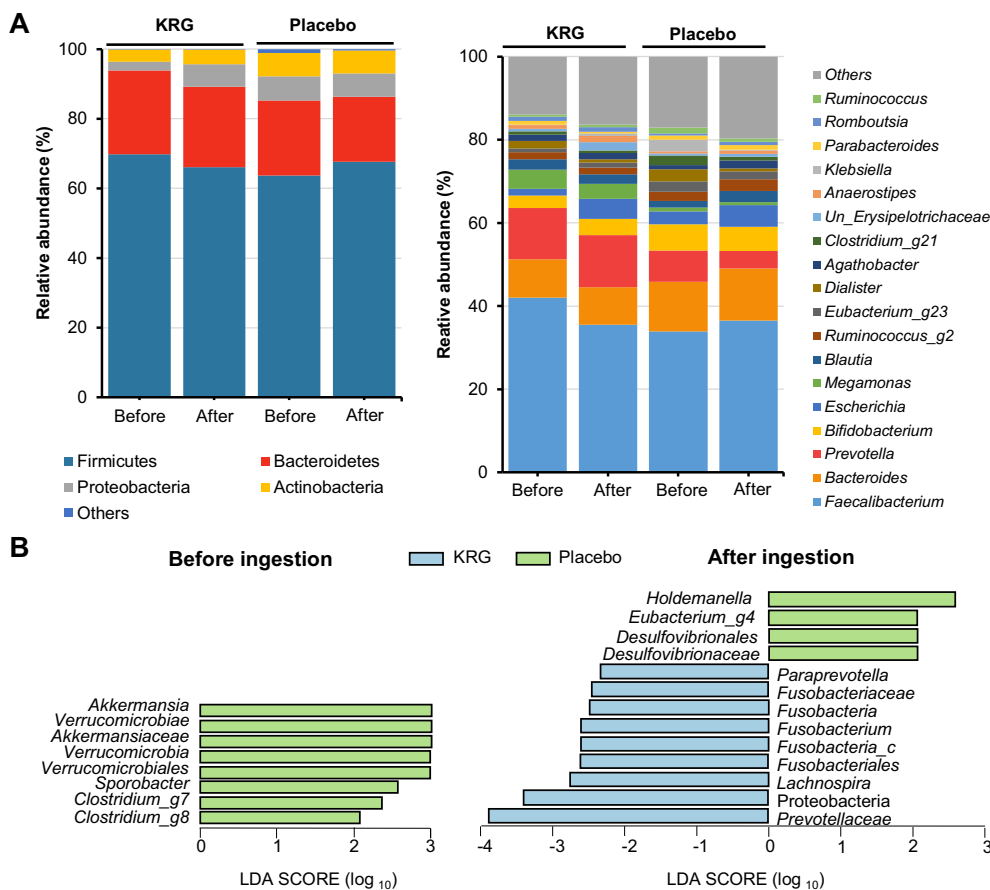 A
KRG
Placebo
Relative abundance (%)
100
80
60
40
20
0
Before
After
Before
After
Firmicutes
Bacteroidetes
Proteobacteria
Actinobacteria
Others
KRG
Placebo
Reative abundance (%)
100
80
60
40
20
0
Before
After
Before
After
Others
Ruminococcus
Romboutsia
Parabacteroides
Klebsiella
Anaerostipes
Un_Erysipelotrichaceae
Clostridium_g21
Agathobacter
Dialister
Eubacterium_g23
Ruminococcus_g2
Blautia
Megamonas
Escherichia
Bifidobacterium
Prevotella
Bacteroides
Faecalibacterium
B
Before ingestion
KRG
Placebo
After ingestion
Akkermansia
Verrucomicrobiae
Akkermansiaceae
Verrucomicrobia
Verrucomicrobiales
Sporobacter
Clostridium_g7
Clostridium_g8
0
1
2
3
LDA SCORE (log 10)
Holdemanella
Eubacterium_g4
Desulfovibrionales
Desulfovibrionaceae
Paraprevotella
Fusobacteriaceae
Fusobacteria
Fusobacterium
Fusobacteria_c
Fusobacteriales
Lachnospira
Proteobacteria
Prevotellaceae
-4
-3
-2
-1
0
1
2
3
LDA SCORE (log 10)